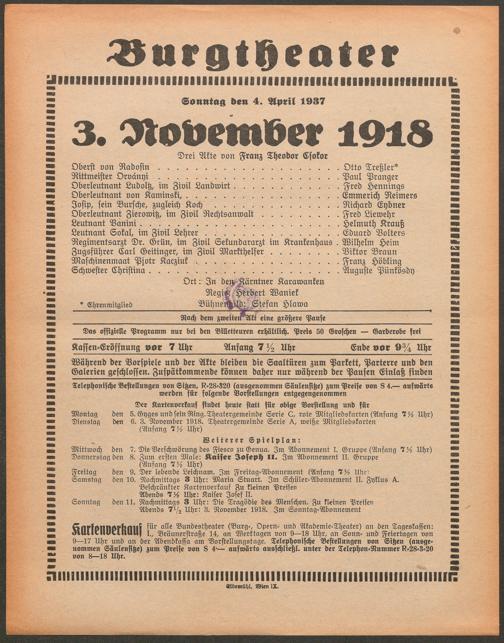 Burgtheater
Sonntag den 4. April 1937
3. November 1918
Drei Akte von Franz Theodor Csokor
Oberst von Radosin . . . Otto Treßler*
Rittmeister Orvanyi . . . Paul Pranger
Oberleutnant Ludoltz, im Zivil Landwirt . . . Fred Hennings
Oberleutnant von Kaminski, . . . Emmerich Reimers
Josip, sein Bursche, zugleich Koch . . . Richard Eybner
Oberleutnant Zierowitz, im Zivil Rechtsanwalt . . . Fred Liewehr
Leutnant Vanini . . . Helmuth Krauß
Leutnant Sokal, im Zivil Lehrer . . . Eduard Volters
Regimentsarzt Dr. Grün, im Zivil Sekundararzt im Krankenhaus . Wilhelm Heim
Zugsführer Carl Geitinger, im Zivil Markthelfer . . . Viktor Braun
Maschinenmaat Pjotr Kacziuk . . . Franz Höbling
Schwester Christina . . . Auguste Pünkösdy
Ort: In den Kärntner Karawanken
Regie: Herbert Waniek
* Ehrenmitglied
Bühnenbild: Stefan Hlawa
Nach dem zweiten Akt eine größere Pause
Das offizielle Programm nur bei den Billetteuren erhältlich. Preis 50 Groschen — Garderobe frei
Kassen-Eröffnung vor 7 Uhr Anfang 7½ Uhr Ende vor 9¾ Uhr
Während der Vorspiele und der Akte bleiben die Saaltüren zum Parkett, Parterre und den
Galerien geschlossen. Zuspätkommende können daher nur während der Pausen Einlaß finden
Telephonische Bestellungen von Sitzen, R-28-320 (ausgenommen Säulensitze) zum Preise von S 4.— auswärts
werden für folgende Vorstellungen entgegengenommen
Der Kartenverkauf findet heute statt für obige Vorstellung und für
Montag den 5. Gyges und sein Ring. Theatergemeinde Serie C, rote Mitgliedskarten (Anfang 7½ Uhr)
Dienstag den 6. 3. November 1918. Theatergemeinde Serie A, weiße Mitgliedskarten
(Anfang 7½ Uhr)
Weiterer Spielplan:
Mittwoch den 7. Die Verschwörung des Fiesco zu Genua. Im Abonnement I. Gruppe (Anfang 7½ Uhr)
Donnerstag den 8. Zum ersten Male: Kaiser Joseph II. Im Abonnement II. Gruppe
(Anfang 7½ Uhr)
Freitag den 9. Der lebende Leichnam. Im Freitag-Abonnement (Anfang 7½ Uhr)
Samstag den 10. Nachmittags 3 Uhr: Maria Stuart. Im Schüler-Abonnement II. Zyklus A.
Beschränkter Kartenverkauf Zu kleinen Preisen
Abends 7½ Uhr: Kaiser Josef II.
Sonntag den 11. Nachmittags 3 Uhr: Die Tragödie des Menschen. Zu kleinen Preisen
Abends 7½ Uhr: 3. November 1918. Im Sonntag-Abonnement
Kartenverkauf für alle Bundestheater (Burg-, Opern- und Akademie-Theater) an den Tageskassen:
I., Bräunerstraße 14, an Werktagen von 9—18 Uhr, an Sonn- und Feiertagen von
9—17 Uhr und an der Abendkassa am Vorstellungstage. Telephonische Bestellungen von Sitzen (ausge-
nommen Säulensitze) zum Preise von S 4·— auswärts ausschließl. unter der Telephon-Nummer R-28-3-20
von 8—18 Uhr.
Elbemühl, Wien IX.